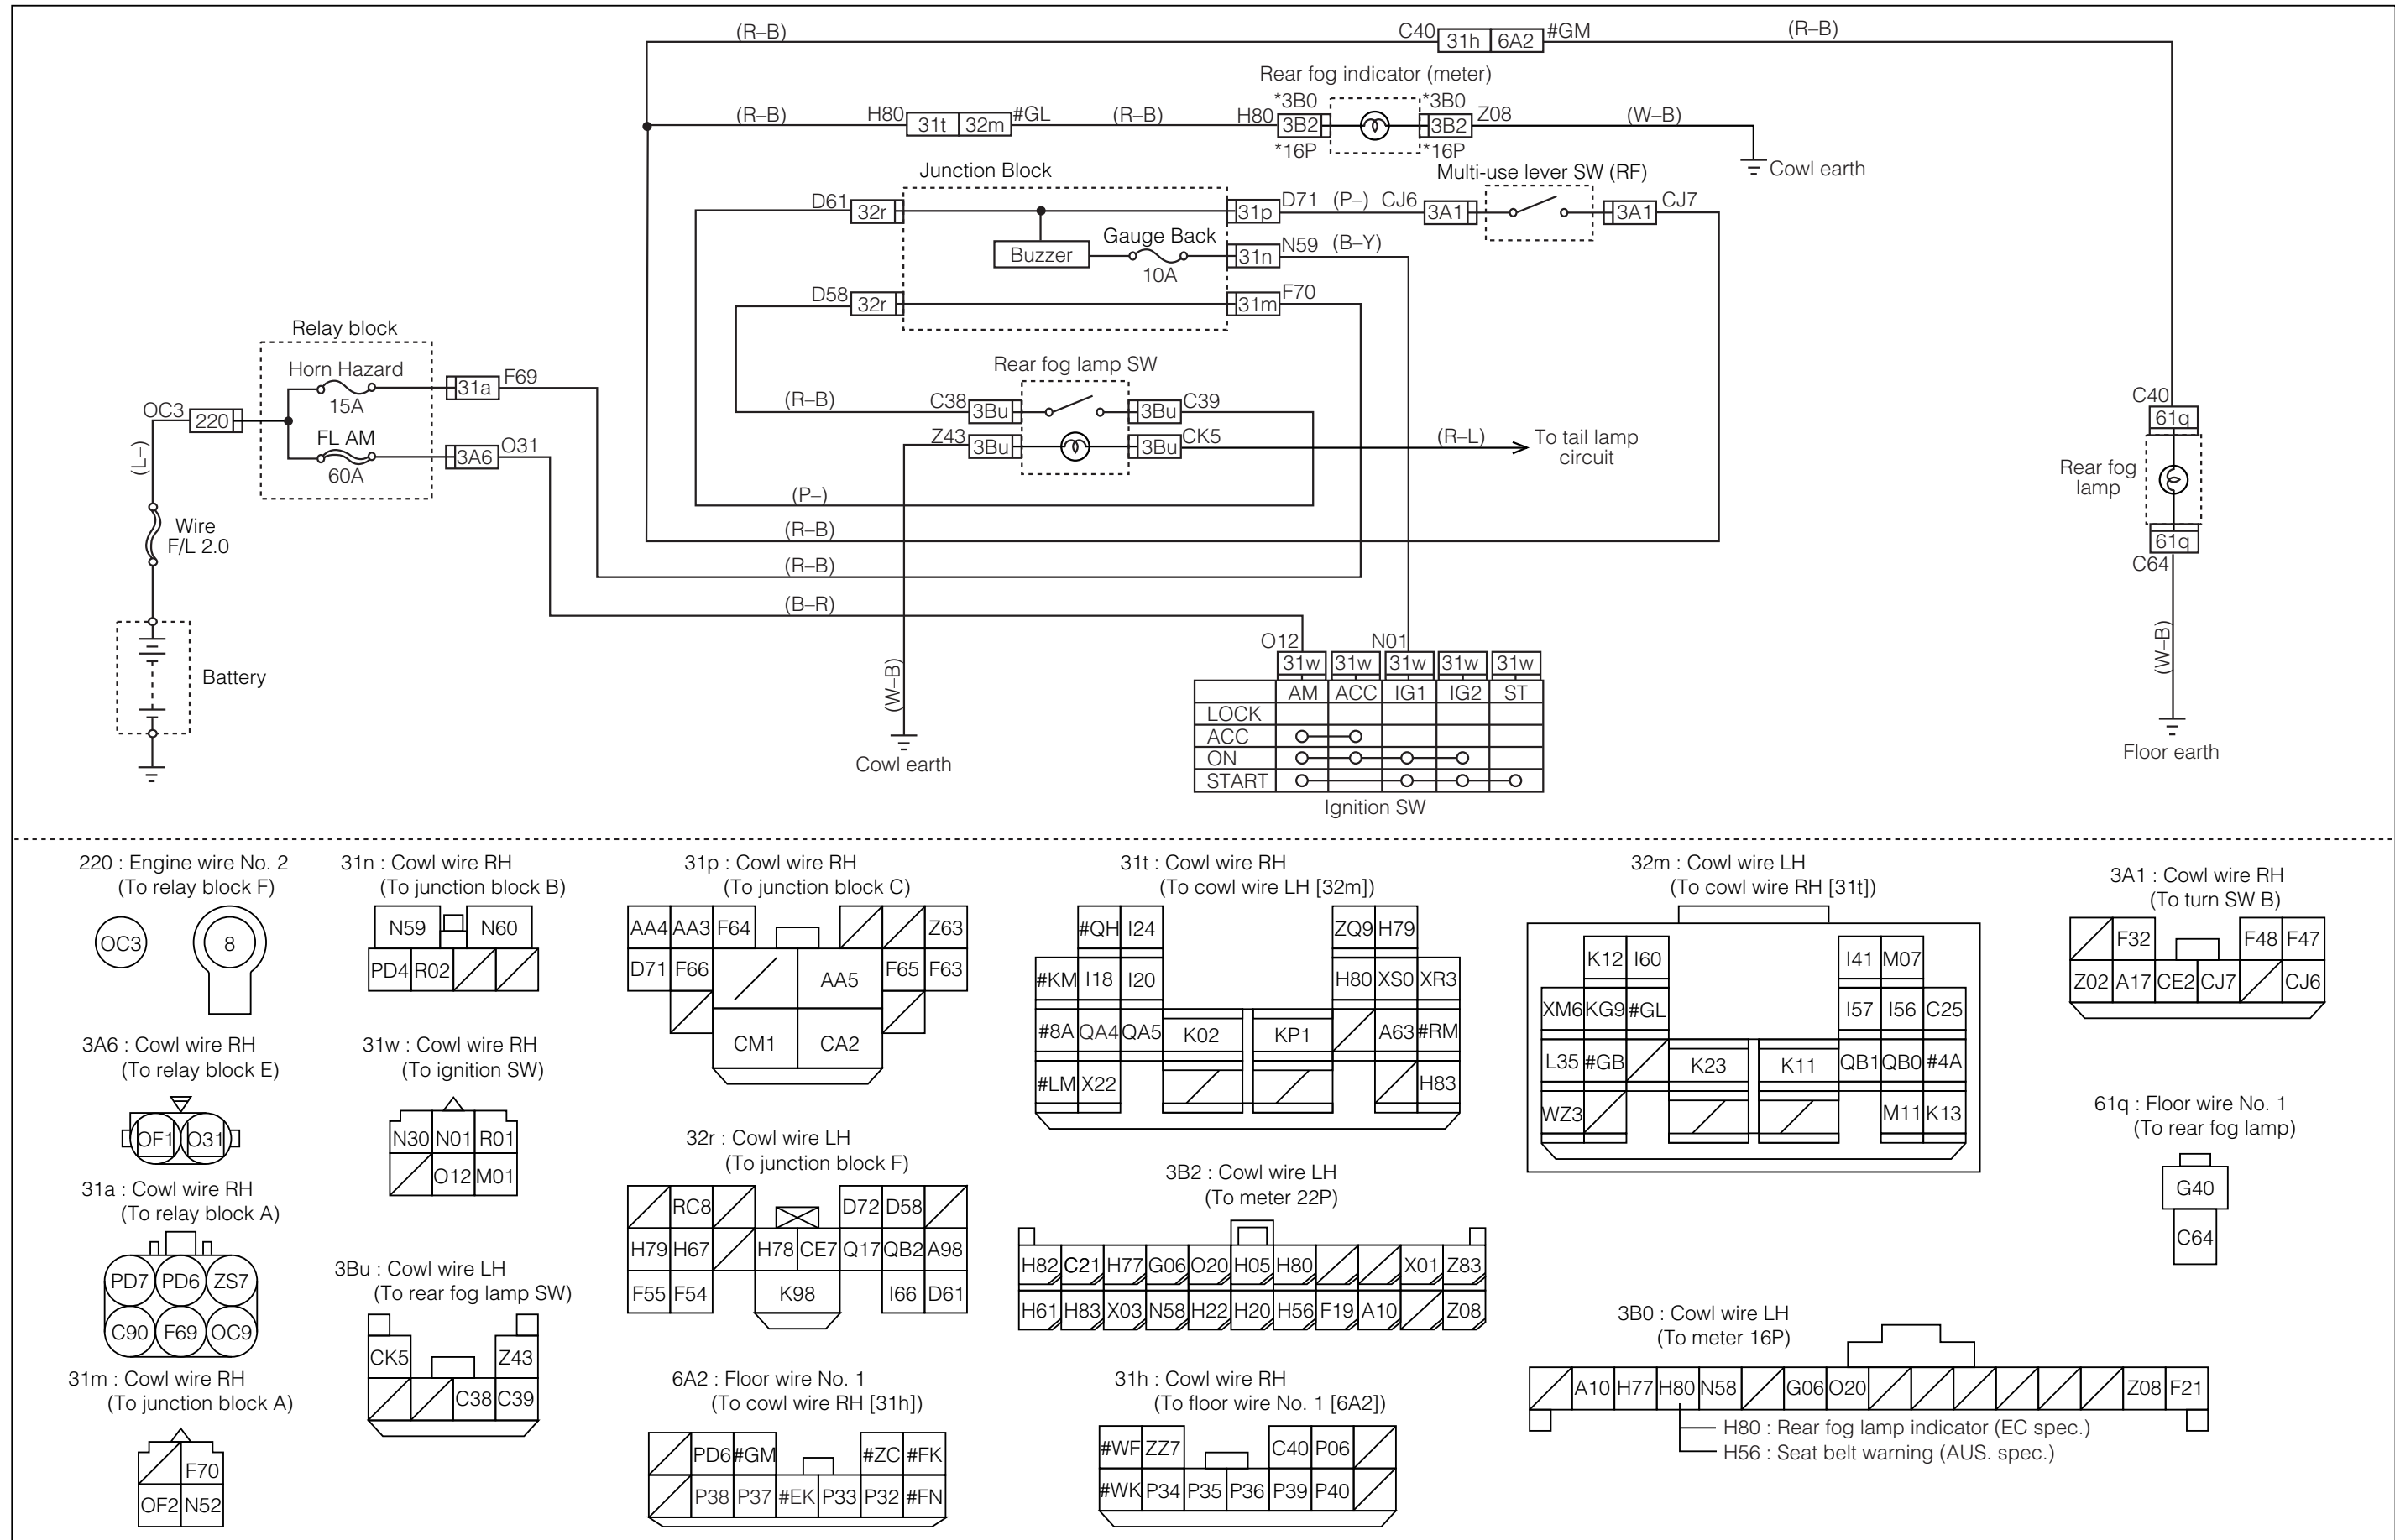 (R–B)
C40
31h
6A2
#GM
(R–B)
Rear fog indicator (meter)
*3B0
*3B0
(R–B)
H80
31t
32m
#GL
(R–B)
H80
3B2
3B2
Z08
(W–B)
*16P
*16P
Cowl earth
Junction Block
Multi-use lever SW (RF)
D61
32r
31p
D71
(P–)
CJ6
3A1
3A1
CJ7
Buzzer
Gauge Back
10A
31n
N59
(B–Y)
D58
32r
31m
F70
Relay block
Horn Hazard
15A
31a
F69
OC3
220
FL AM
60A
3A6
O31
(L–)
Wire
F/L 2.0
Battery
Rear fog lamp SW
(R–B)
C38
3Bu
3Bu
C39
Z43
3Bu
3Bu
CK5
(R–L)
To tail lamp
circuit
(P–)
(R–B)
(R–B)
(B–R)
(W–B)
Cowl earth
C40
61q
Rear fog
lamp
61q
C64
(W–B)
Floor earth
O12
N01
31w
31w
31w
31w
31w
AM
ACC
IG1
IG2
ST
LOCK
ACC
ON
START
Ignition SW
220 : Engine wire No. 2
(To relay block F)
OC3
8
3A6 : Cowl wire RH
(To relay block E)
OF1
O31
31a : Cowl wire RH
(To relay block A)
PD7 PD6 ZS7
C90 F69 OC9
31m : Cowl wire RH
(To junction block A)
F70
OF2 N52
31n : Cowl wire RH
(To junction block B)
N59 N60
PD4 R02
31w : Cowl wire RH
(To ignition SW)
N30 N01 R01
O12 M01
3Bu : Cowl wire LH
(To rear fog lamp SW)
CK5 Z43
C38 C39
31p : Cowl wire RH
(To junction block C)
AA4 AA3 F64 Z63
D71 F66 AA5 F65 F63
CM1 CA2
32r : Cowl wire LH
(To junction block F)
RC8 D72 D58
H79 H67 H78 CE7 Q17 QB2 A98
F55 F54 K98 I66 D61
6A2 : Floor wire No. 1
(To cowl wire RH [31h])
PD6 #GM #ZC #FK
P38 P37 #EK P33 P32 #FN
31t : Cowl wire RH
(To cowl wire LH [32m])
#QH I24 ZQ9 H79
#KM I18 I20 H80 XS0 XR3
#8A QA4 QA5 K02 KP1 A63 #RM
#LM X22 H83
3B2 : Cowl wire LH
(To meter 22P)
H82 C21 H77 G06 O20 H05 H80 X01 Z83
H61 H83 X03 N58 H22 H20 H56 F19 A10 Z08
31h : Cowl wire RH
(To floor wire No. 1 [6A2])
#WF ZZ7 C40 P06
#WK P34 P35 P36 P39 P40
32m : Cowl wire LH
(To cowl wire RH [31t])
K12 I60 I41 M07
XM6 KG9 #GL I57 I56 C25
L35 #GB K23 K11 QB1 QB0 #4A
WZ3 M11 K13
3A1 : Cowl wire RH
(To turn SW B)
F32 F48 F47
Z02 A17 CE2 CJ7 CJ6
61q : Floor wire No. 1
(To rear fog lamp)
G40
C64
3B0 : Cowl wire LH
(To meter 16P)
A10 H77 H80 N58 G06 O20 Z08 F21
H80 : Rear fog lamp indicator (EC spec.)
H56 : Seat belt warning (AUS. spec.)